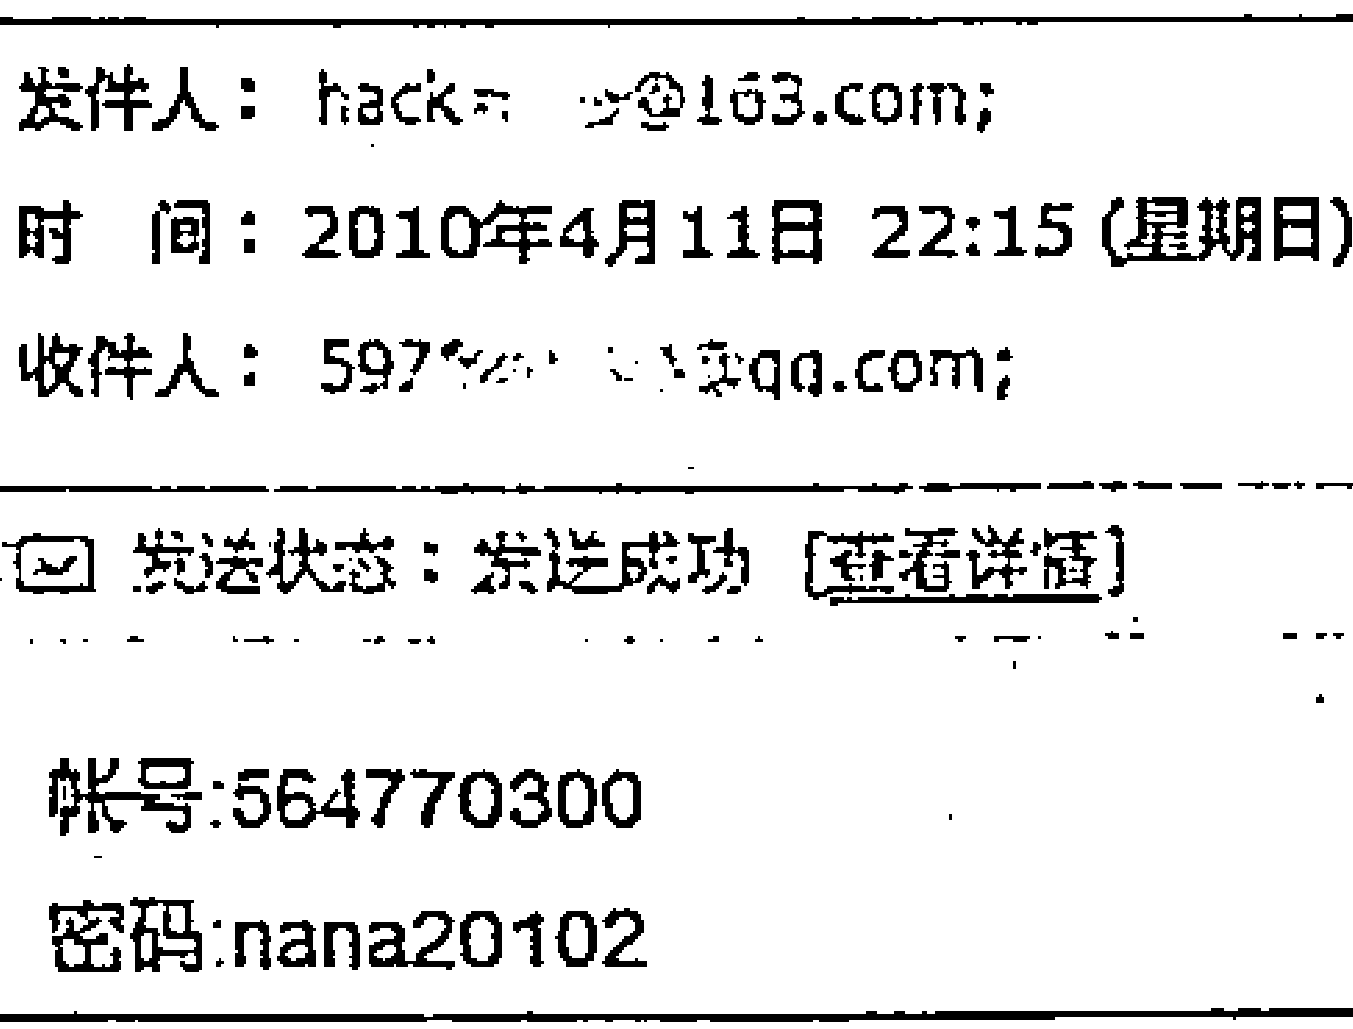 发件人： hack @163.com;
时 间：2010年4月11日 22:15 (星期日)
收件人： 597 @qq.com;
发送状态：发送成功 [查看详情]
帐号:564770300
密码:nana20102